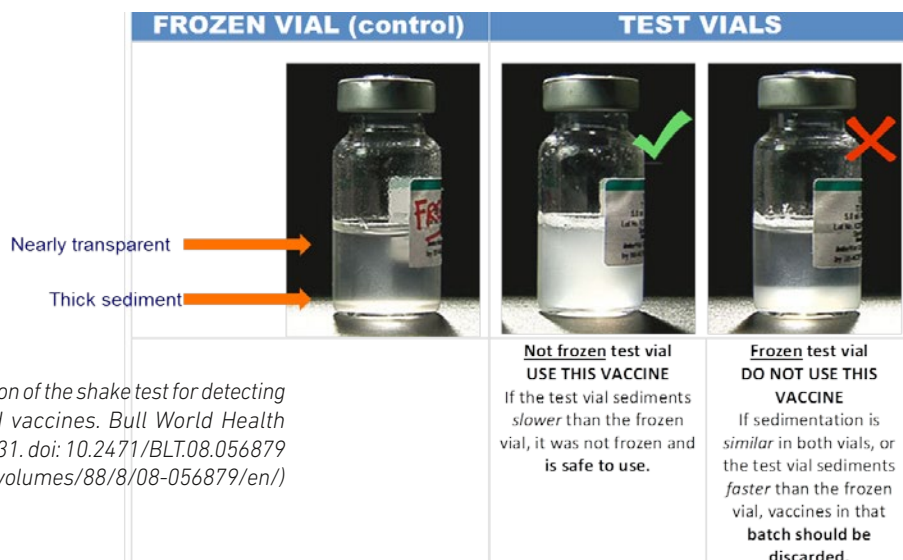 FROZEN VIAL (control)
TEST VIALS
Nearly transparent
Thick sediment
on of the shake test for detecting
d vaccines. Bull World Health
31. doi: 10.2471/BLT.08.056879
volumes/88/8/08-056879/en/)
Not frozen test vial
USE THIS VACCINE
If the test vial sediments
slower than the frozen
vial, it was not frozen and
is safe to use.
Frozen test vial
DO NOT USE THIS
VACCINE
If sedimentation is
similar in both vials, or
the test vial sediments
faster than the frozen
vial, vaccines in that
batch should be
discarded.